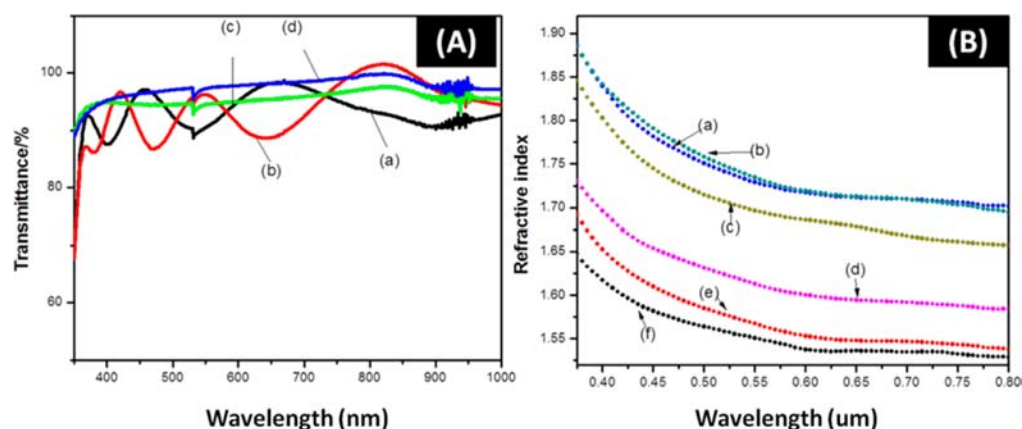 (A)
(c)
(d)
(b)
(a)
100
80
60
400
500
600
700
800
900
1000
Transmittance/%
Wavelength (nm)
(B)
1.90
1.85
1.80
1.75
1.70
1.65
1.60
1.55
(a)
(b)
(c)
(d)
(e)
(f)
0.40
0.45
0.50
0.55
0.60
0.65
0.70
0.75
0.80
Refractive index
Wavelength (um)